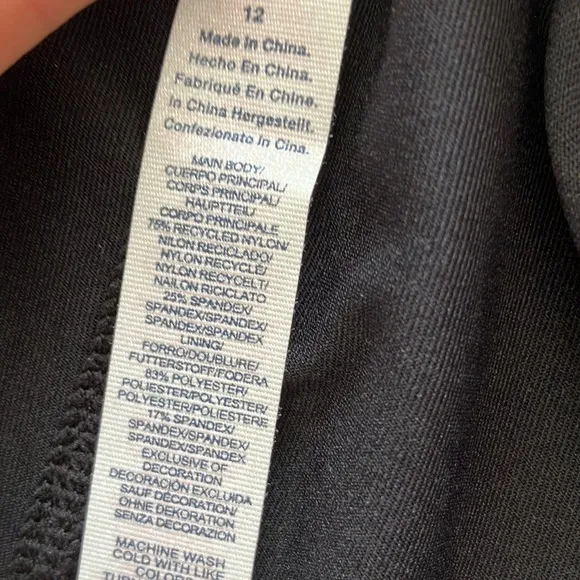 12
Made In China.
Hecho En China.
Fabriqué En Chine.
In China Hergestellt.
Confezionato In Cina.
MAIN BODY/
CUERPO PRINCIPAL/
CORPS PRINCIPAL/
HAUPTTEIL/
CORPO PRINCIPALE
75% RECYCLED NYLON/
NILON RECICLADO/
NYLON RECYCLÉ/
NYLON RECYCELT/
NAILON RICICLATO
25% SPANDEX/
SPANDEX/SPANDEX/
SPANDEX/SPANDEX
LINING/
FORRO/DOUBLURE/
FUTTERSTOFF/FODERA
83% POLYESTER/
POLIESTER/POLYESTER/
POLYESTER/POLIESTERE
17% SPANDEX/
SPANDEX/SPANDEX/
SPANDEX/SPANDEX
EXCLUSIVE OF
DECORATION
DECORACIÓN EXCLUIDA
SAUF DÉCORATION/
OHNE DEKORATION
SENZA DECORAZION
MACHINE WASH
COLD WITH LIKE
COLORS